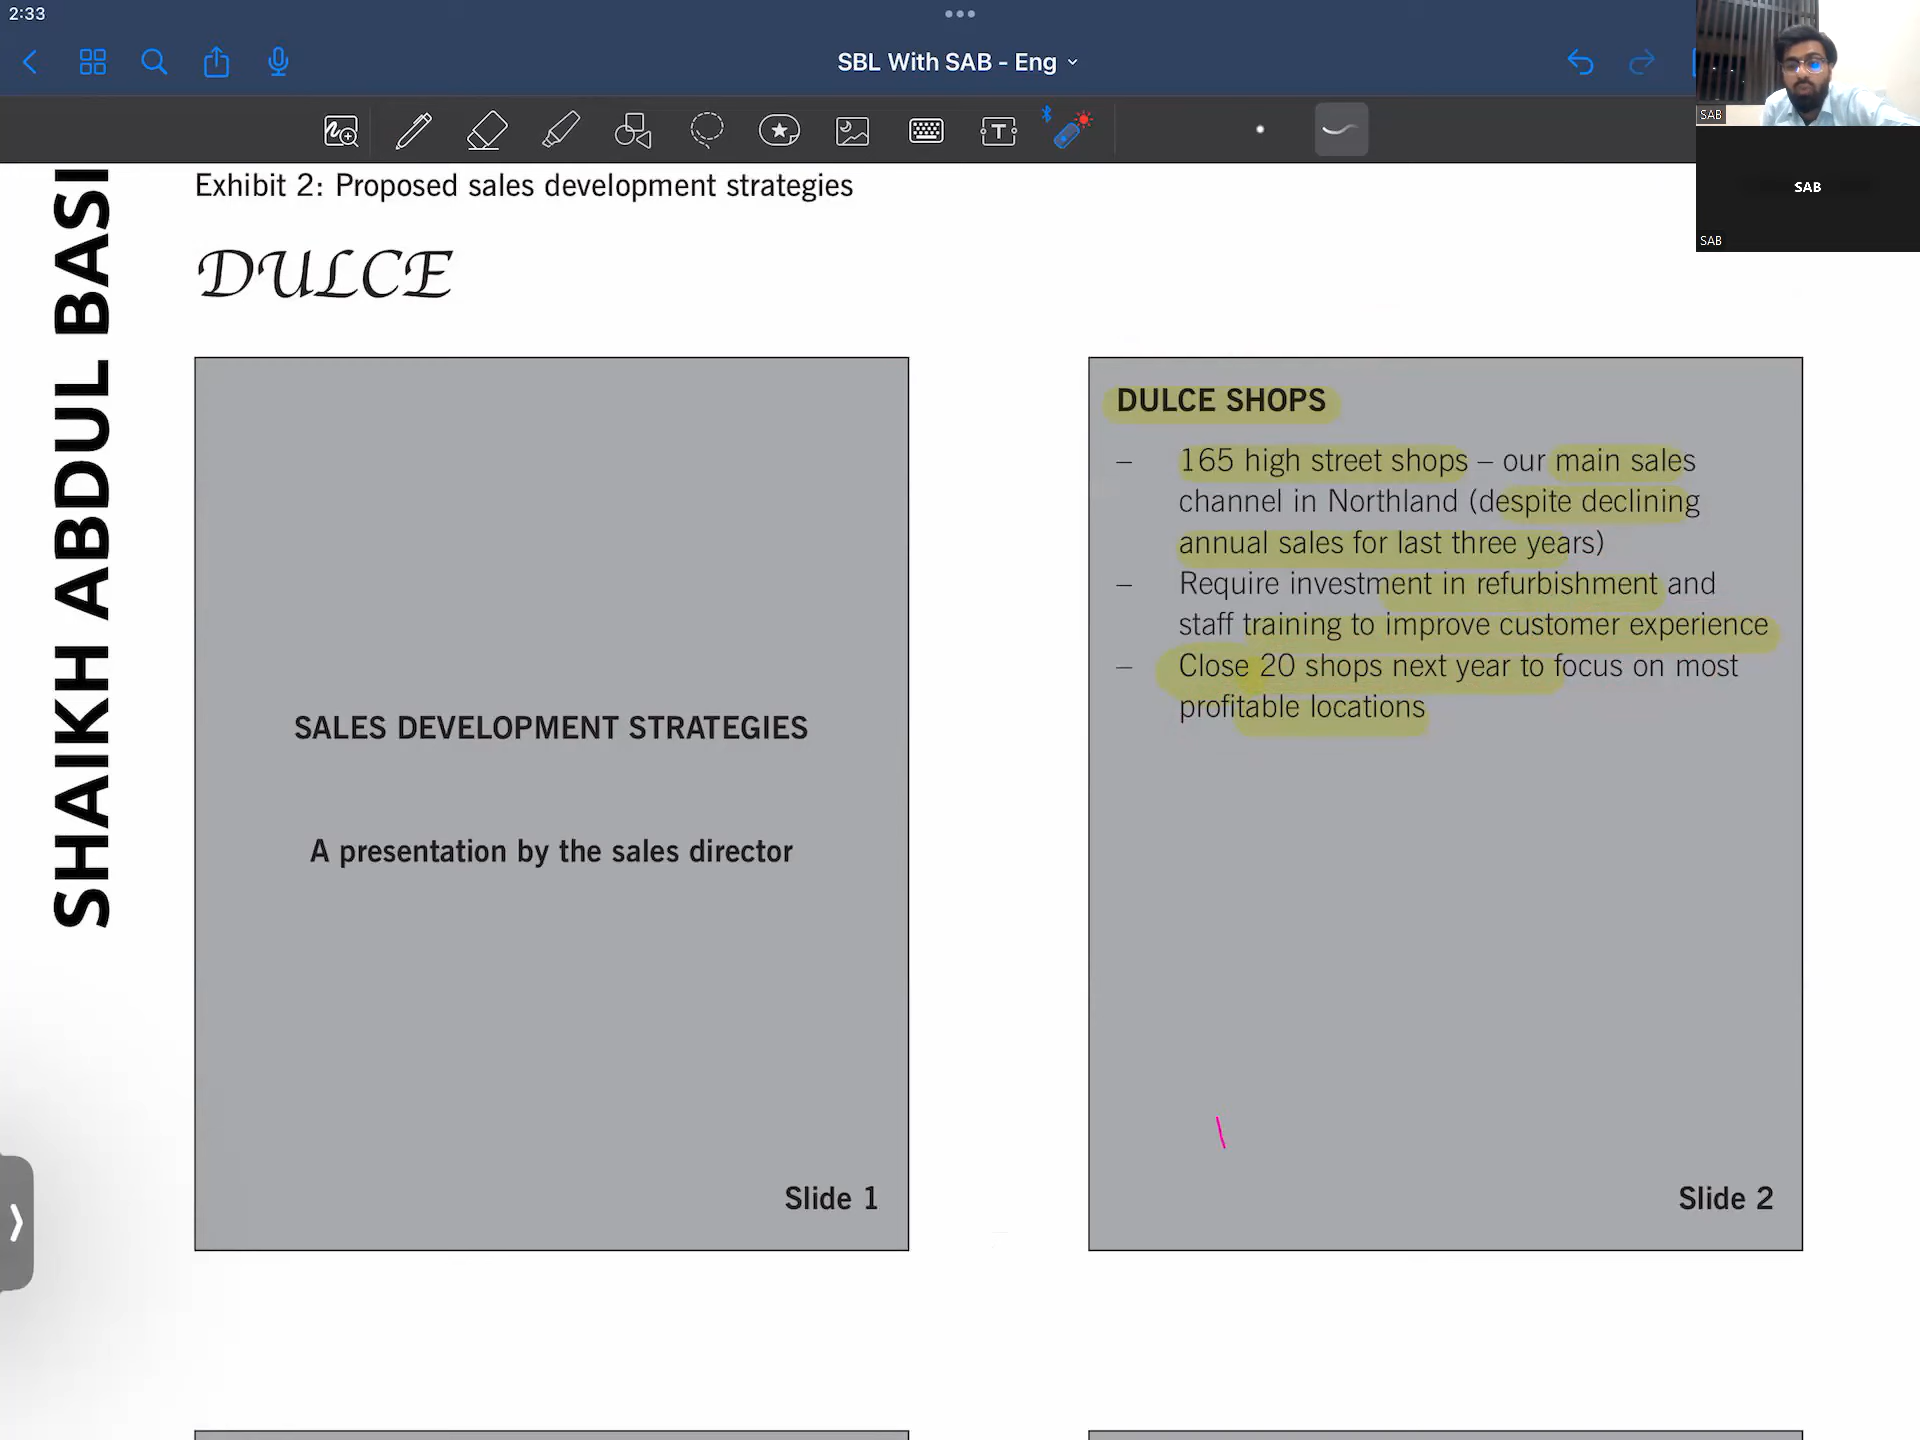 2:33
SBL With SAB - Eng
SAB
SAB
SAB
SHAIKH ABDUL BASI
Exhibit 2: Proposed sales development strategies
DULCE
SALES DEVELOPMENT STRATEGIES
A presentation by the sales director
Slide 1
DULCE SHOPS
– 165 high street shops – our main sales
channel in Northland (despite declining
annual sales for last three years)
– Require investment in refurbishment and
staff training to improve customer experience
– Close 20 shops next year to focus on most
profitable locations
Slide 2